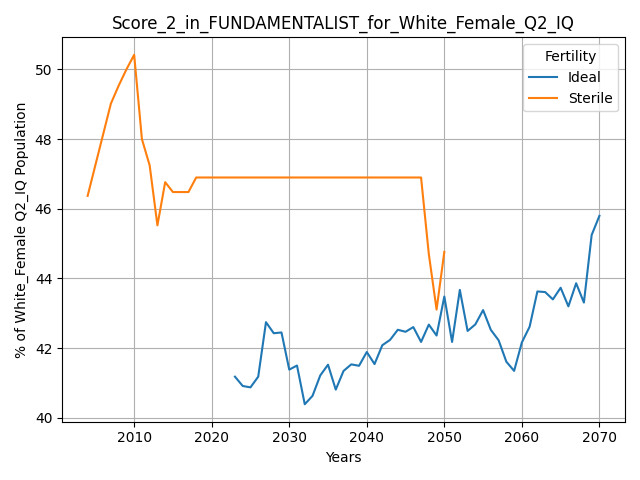 Score_2_in_FUNDAMENTALIST_for_White_Female_Q2_IQ
Fertility
Ideal
Sterile
% of White_Female Q2_IQ Population
50
48
46
44
42
40
2010 2020 2030 2040 2050 2060 2070
Years